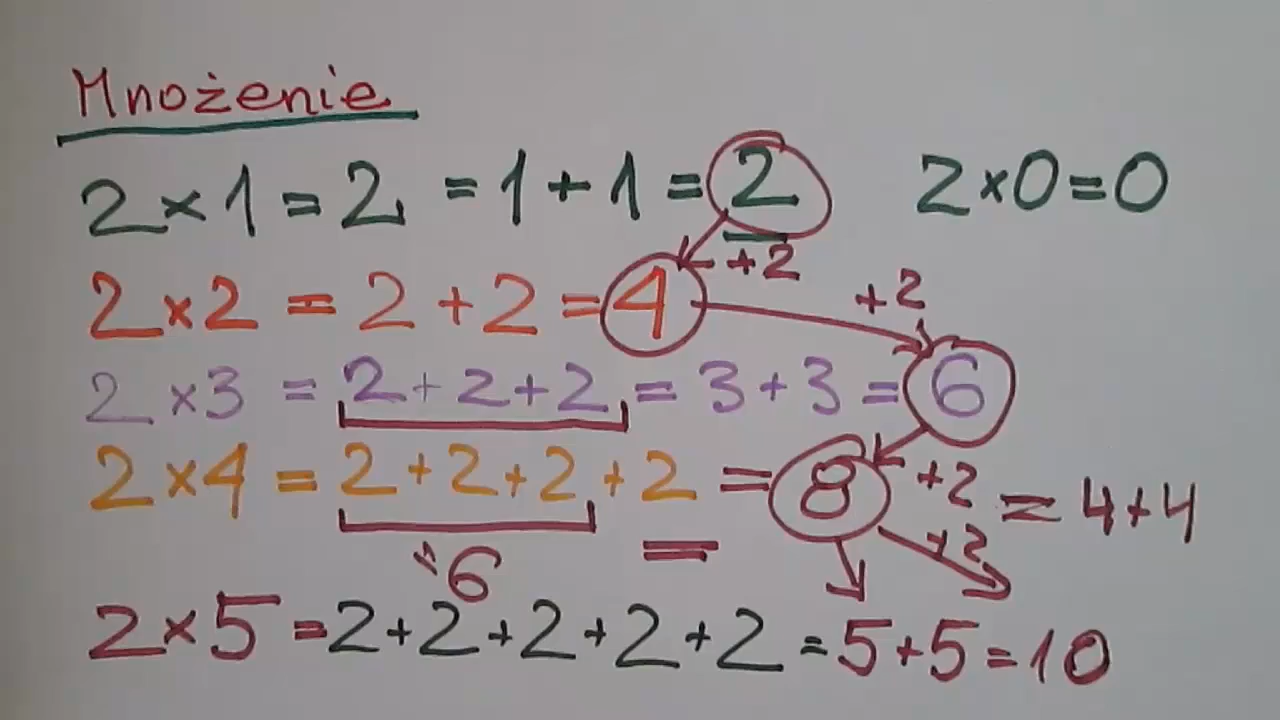 Mnożenie
2 × 1 = 2 = 1 + 1 = 2 2 × 0 = 0
+2
2 × 2 = 2 + 2 = 4 +2
2 × 3 = 2 + 2 + 2 = 3 + 3 = 6
2 × 4 = 2 + 2 + 2 + 2 = 8 +2 = 4 + 4
=6 +2
2 × 5 = 2 + 2 + 2 + 2 + 2 = 5 + 5 = 10